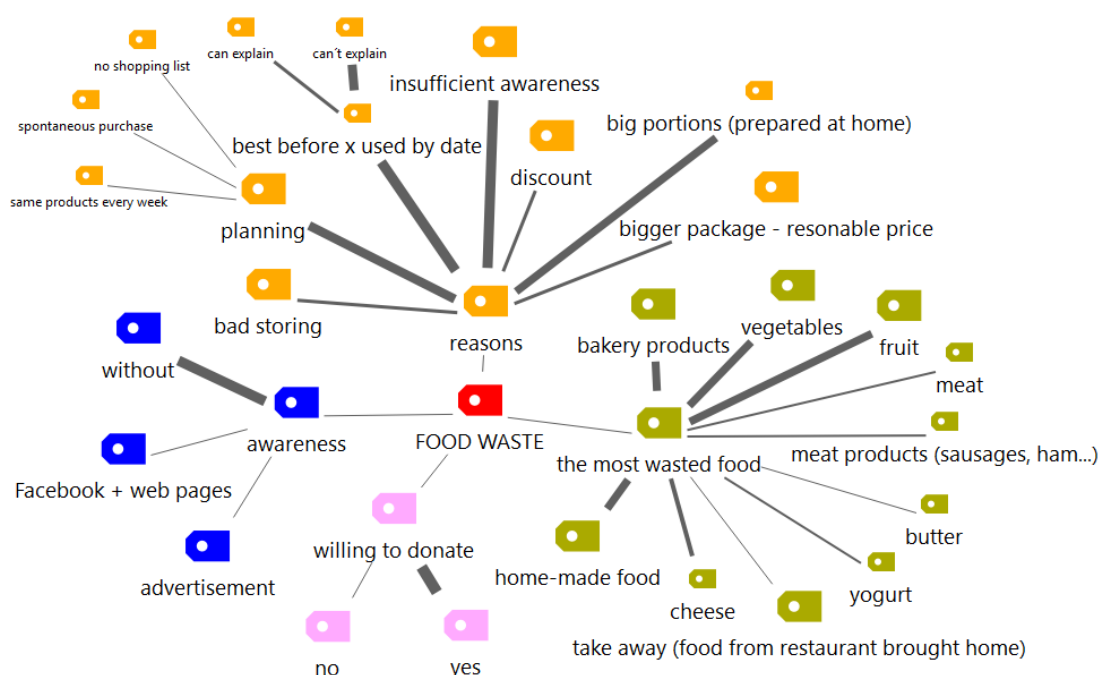 can explain
can´t explain
no shopping list
insufficient awareness
spontaneous purchase
big portions (prepared at home)
best before x used by date
discount
same products every week
planning
bigger package - resonable price
bad storing
vegetables
reasons
bakery products
fruit
without
meat
awareness
FOOD WASTE
meat products (sausages, ham...)
the most wasted food
Facebook + web pages
butter
willing to donate
home-made food
advertisement
yogurt
cheese
take away (food from restaurant brought home)
no
yes